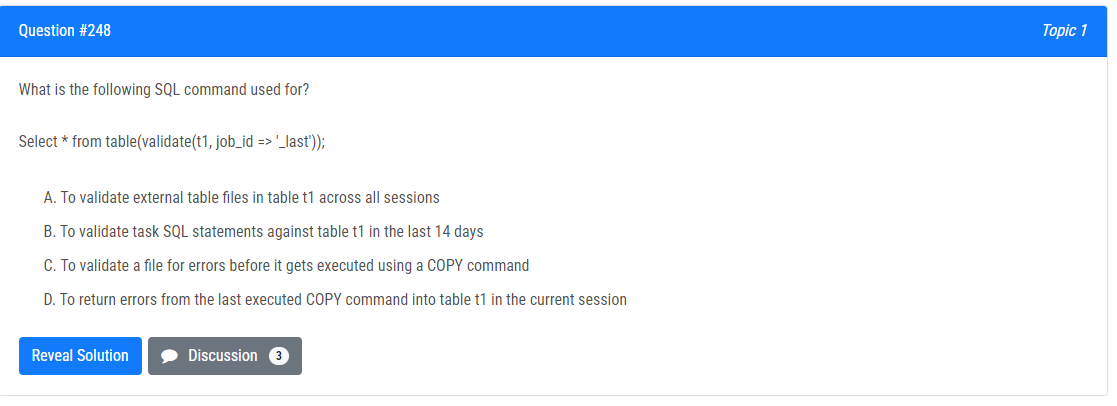 Question #248
Topic 1
What is the following SQL command used for?
Select * from table(validate(t1, job_id => '_last'));
A. To validate external table files in table t1 across all sessions
B. To validate task SQL statements against table t1 in the last 14 days
C. To validate a file for errors before it gets executed using a COPY command
D. To return errors from the last executed COPY command into table t1 in the current session
Reveal Solution
Discussion 3